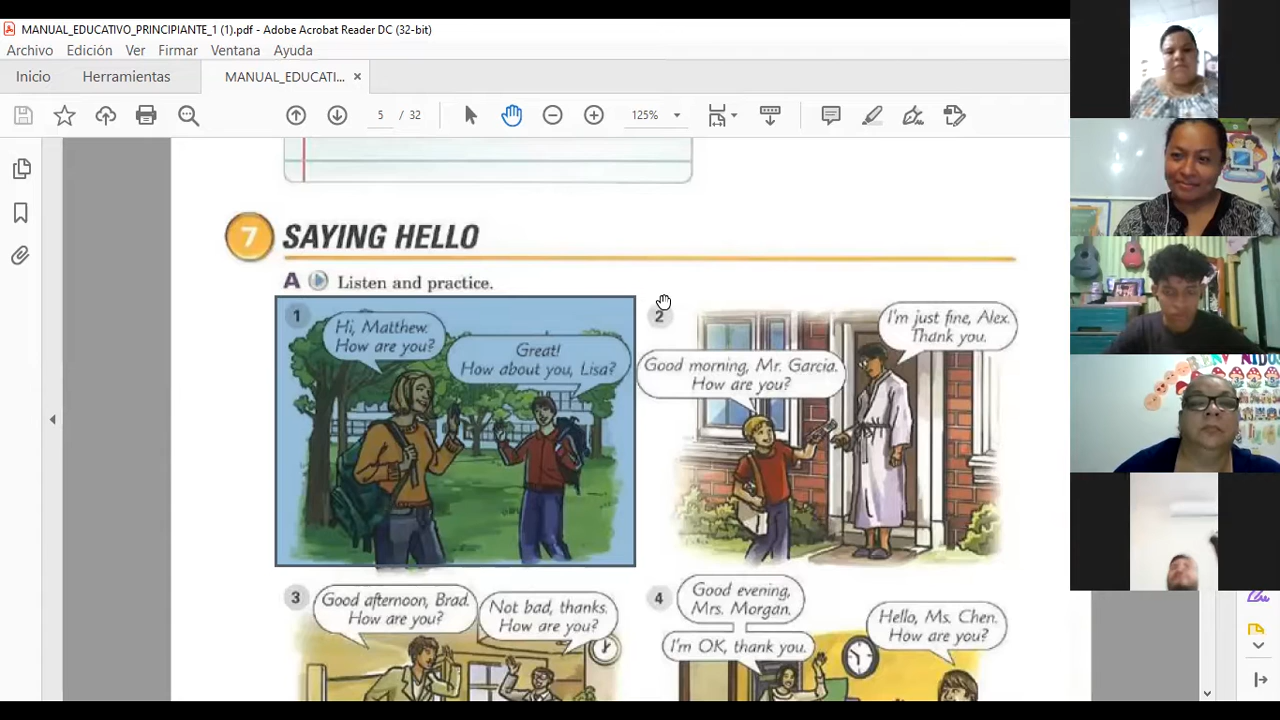 MANUAL_EDUCATIVO_PRINCIPIANTE_1 (1).pdf - Adobe Acrobat Reader DC (32-bit)
Archivo Edición Ver Firmar Ventana Ayuda
Inicio Herramientas MANUAL_EDUCATI... ×
5 / 32 125%
7 SAYING HELLO
A Listen and practice.
1
Hi, Matthew.
How are you?
Great!
How about you, Lisa?
2
Good morning, Mr. Garcia.
How are you?
I'm just fine, Alex.
Thank you.
3
Good afternoon, Brad.
How are you?
Not bad, thanks.
How are you?
4
Good evening,
Mrs. Morgan.
I'm OK, thank you.
Hello, Ms. Chen.
How are you?